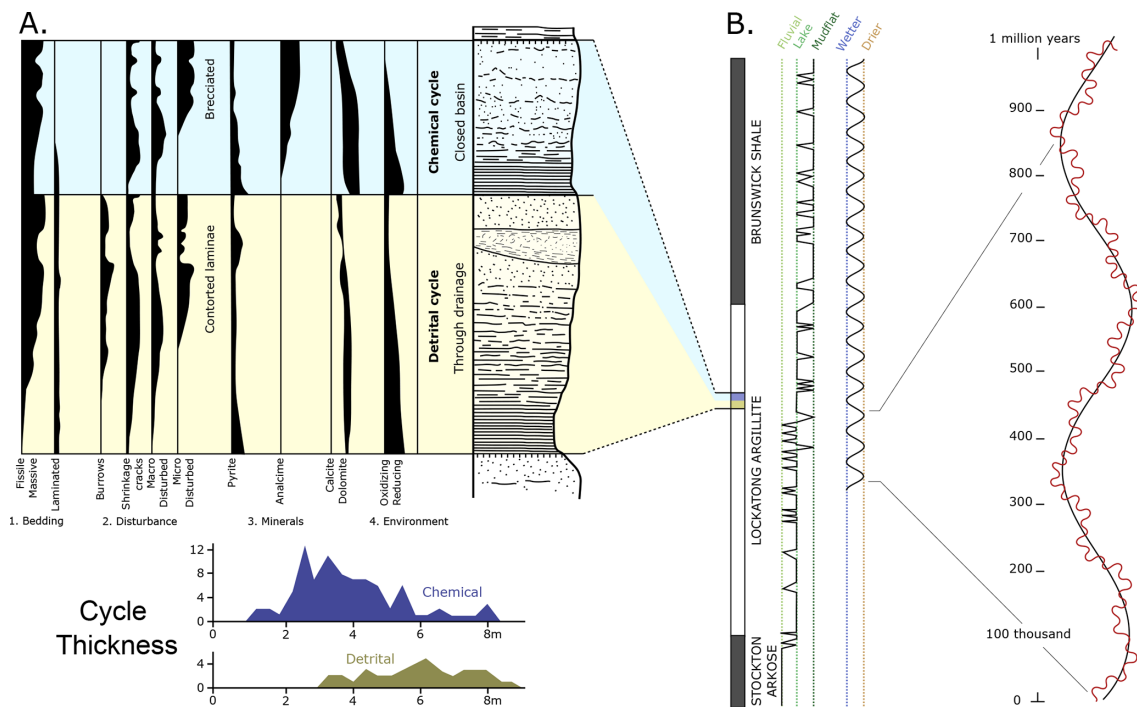 A.
Brecciated
Chemical cycle
Closed basin
Contorted laminae
Detrital cycle
Through drainage
Fissile
Massive
Laminated
Burrows
Shrinkage
cracks
Macro
Disturbed
Micro
Disturbed
Pyrite
Analcime
Calcite
Dolomite
Oxidizing
Reducing
1. Bedding
2. Disturbance
3. Minerals
4. Environment
Cycle
Thickness
12
8
4
0
Chemical
0 2 4 6 8m
Detrital
4
0
0 2 4 6 8m
B.
Fluvial
Lake
Mudflat
Wetter
Drier
BRUNSWICK SHALE
LOCKATONG ARGILLITE
STOCKTON
ARKOSE
1 million years
900
800
700
600
500
400
300
200
100 thousand
0